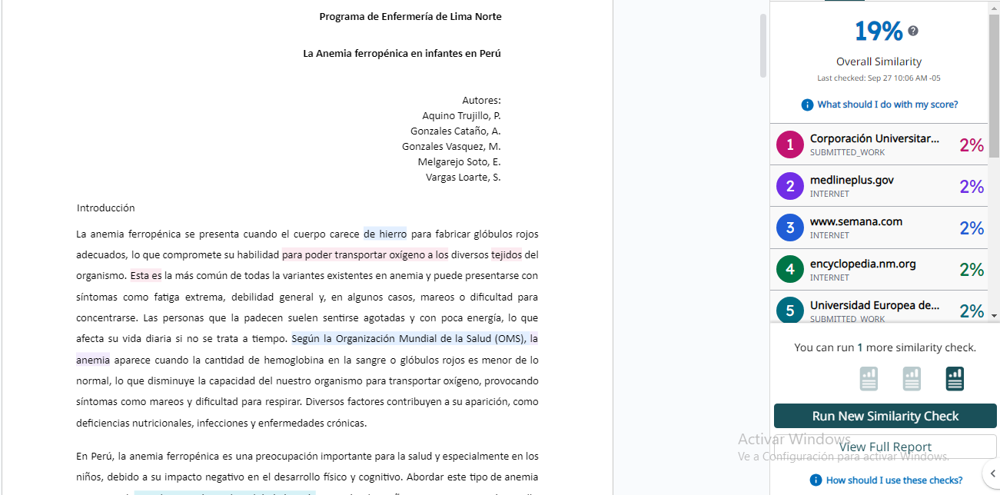 Programa de Enfermería de Lima Norte
La Anemia ferropénica en infantes en Perú
Autores:
Aquino Trujillo, P.
Gonzales Cataño, A.
Gonzales Vasquez, M.
Melgarejo Soto, E.
Vargas Loarte, S.
Introducción
La anemia ferropénica se presenta cuando el cuerpo carece de hierro para fabricar glóbulos rojos
adecuados, lo que compromete su habilidad para poder transportar oxígeno a los diversos tejidos del
organismo. Esta es la más común de todas la variantes existentes en anemia y puede presentarse con
síntomas como fatiga extrema, debilidad general y, en algunos casos, mareos o dificultad para
concentrarse. Las personas que la padecen suelen sentirse agotadas y con poca energía, lo que
afecta su vida diaria si no se trata a tiempo. Según la Organización Mundial de la Salud (OMS), la
anemia aparece cuando la cantidad de hemoglobina en la sangre o glóbulos rojos es menor de lo
normal, lo que disminuye la capacidad del nuestro organismo para transportar oxígeno, provocando
síntomas como mareos y dificultad para respirar. Diversos factores contribuyen a su aparición, como
deficiencias nutricionales, infecciones y enfermedades crónicas.
En Perú, la anemia ferropénica es una preocupación importante para la salud y especialmente en los
niños, debido a su impacto negativo en el desarrollo físico y cognitivo. Abordar este tipo de anemia
19%
Overall Similarity
Last checked: Sep 27 10:06 AM -05
What should I do with my score?
1 Corporación Universitar... 2%
SUBMITTED_WORK
2 medlineplus.gov 2%
INTERNET
3 www.semana.com 2%
INTERNET
4 encyclopedia.nm.org 2%
INTERNET
5 Universidad Europea de... 2%
SUBMITTED_WORK
You can run 1 more similarity check.
Run New Similarity Check
Activar Windows
View Full Report
Ve a Configuración para activar Windows.
How should I use these checks?